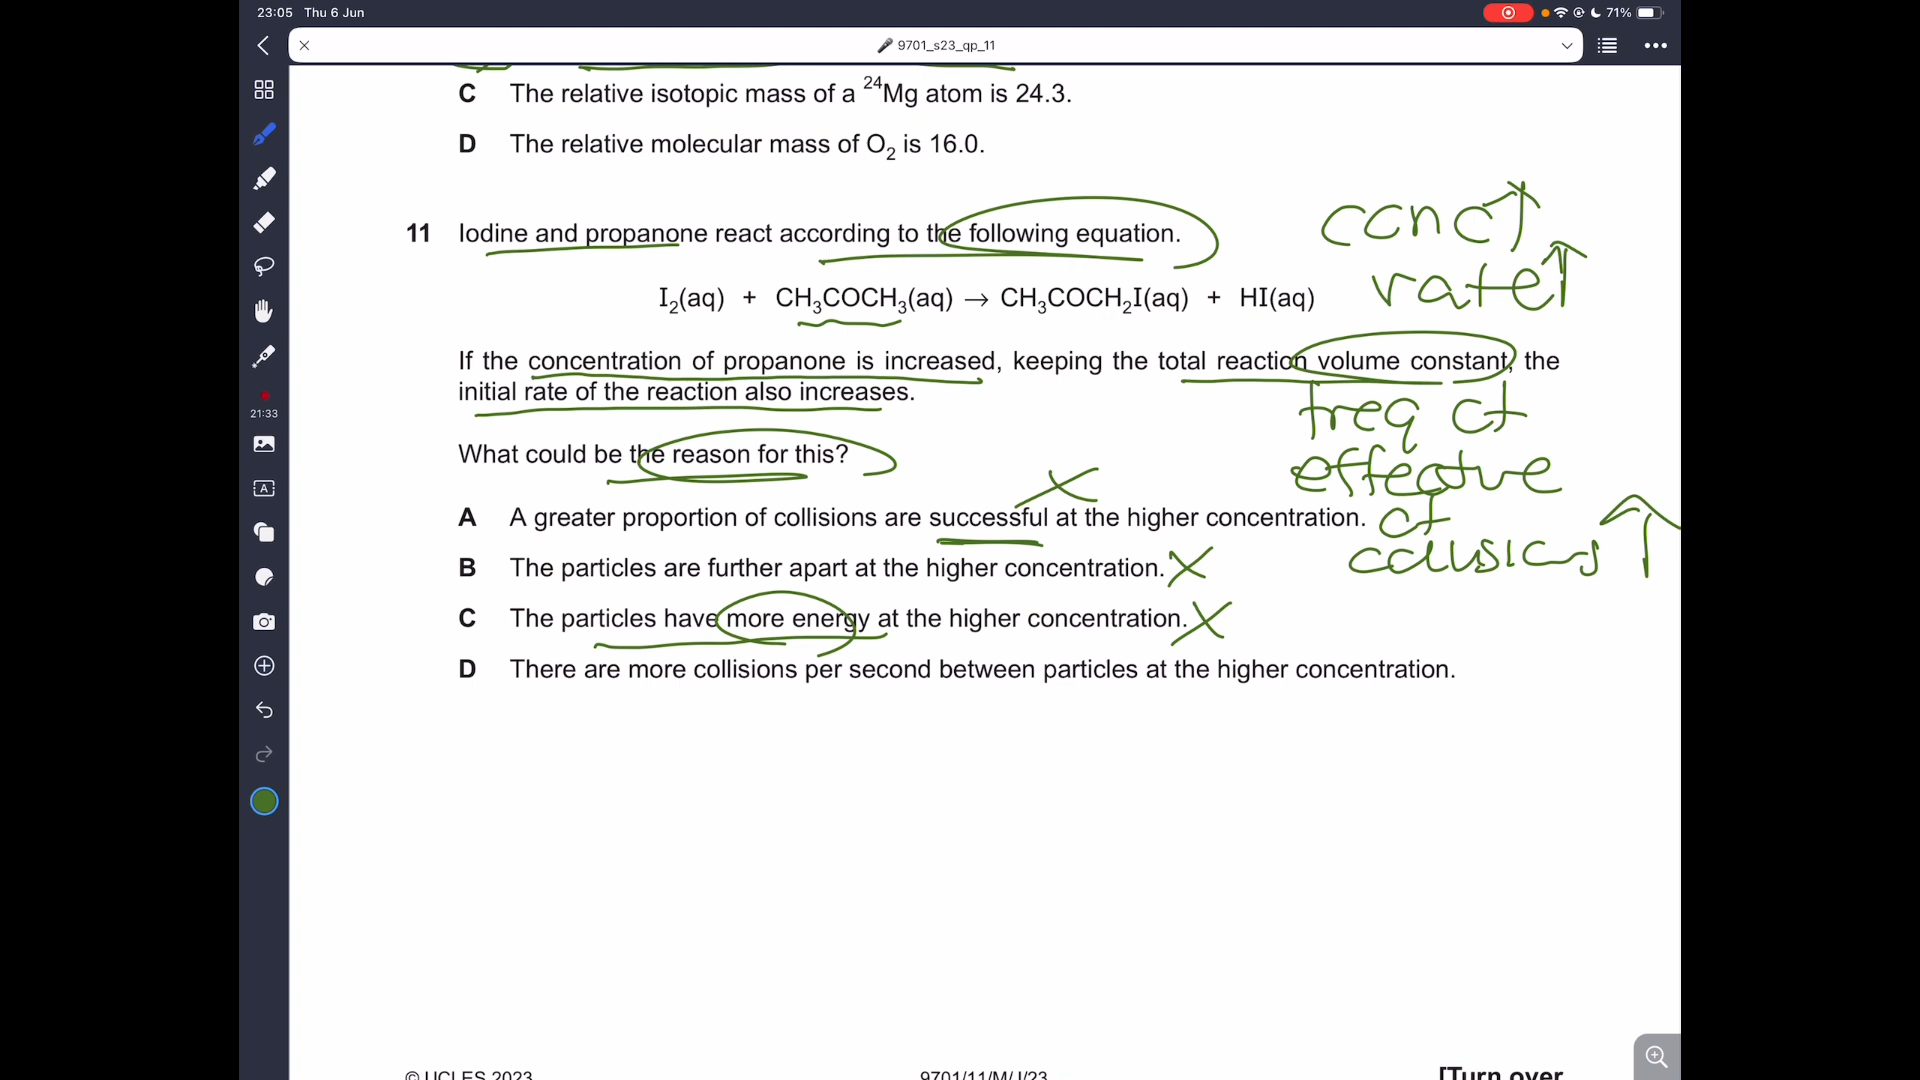 23:05 Thu 6 Jun
71%
9701_s23_qp_11
C The relative isotopic mass of a ²⁴Mg atom is 24.3.
D The relative molecular mass of O₂ is 16.0.
11 Iodine and propanone react according to the following equation.
conc↑
rate↑
I₂(aq) + CH₃COCH₃(aq) → CH₃COCH₂I(aq) + HI(aq)
If the concentration of propanone is increased, keeping the total reaction volume constant, the
initial rate of the reaction also increases.
21:33
What could be the reason for this?
freq of
effective
collisions ↑
A A greater proportion of collisions are successful at the higher concentration.
B The particles are further apart at the higher concentration. X
C The particles have more energy at the higher concentration. X
D There are more collisions per second between particles at the higher concentration.
© UCLES 2023
9701/11/M/J/23
[Turn over